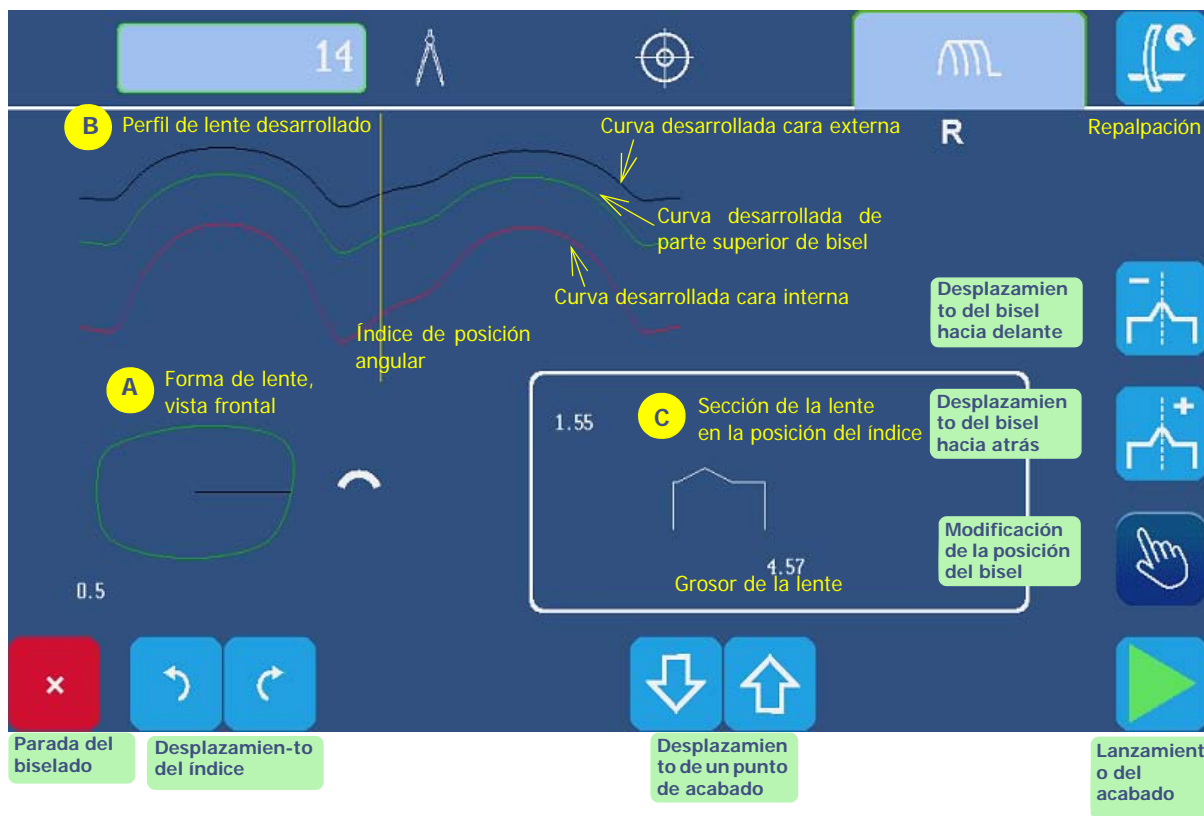 14
B
Perfil de lente desarrollado
Curva desarrollada cara externa
R
Repalpación
Curva desarrollada de
parte superior de bisel
Curva desarrollada cara interna
Desplazamien
to del bisel
hacia delante
Índice de posición
angular
A
Forma de lente,
vista frontal
1.55
C
Sección de la lente
en la posición del índice
Desplazamien
to del bisel
hacia atrás
Modificación
de la posición
del bisel
4.57
Grosor de la lente
0.5
Parada del
biselado
Desplazamien-to
del índice
Desplazamien
to de un punto
de acabado
Lanzamient
o del
acabado